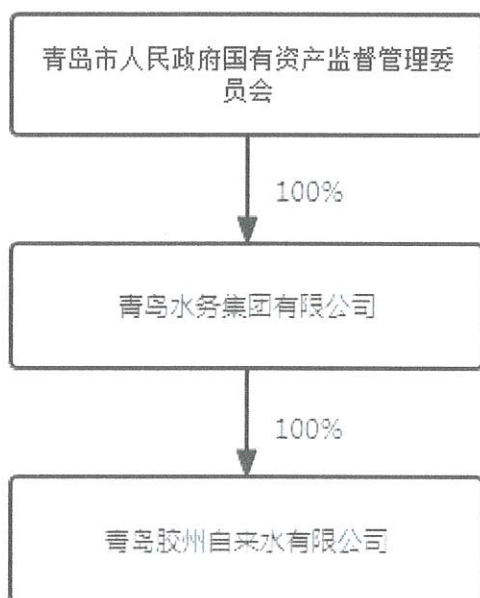 青岛市人民政府国有资产监督管理委
员会
100%
青岛水务集团有限公司
100%
青岛胶州自来水有限公司